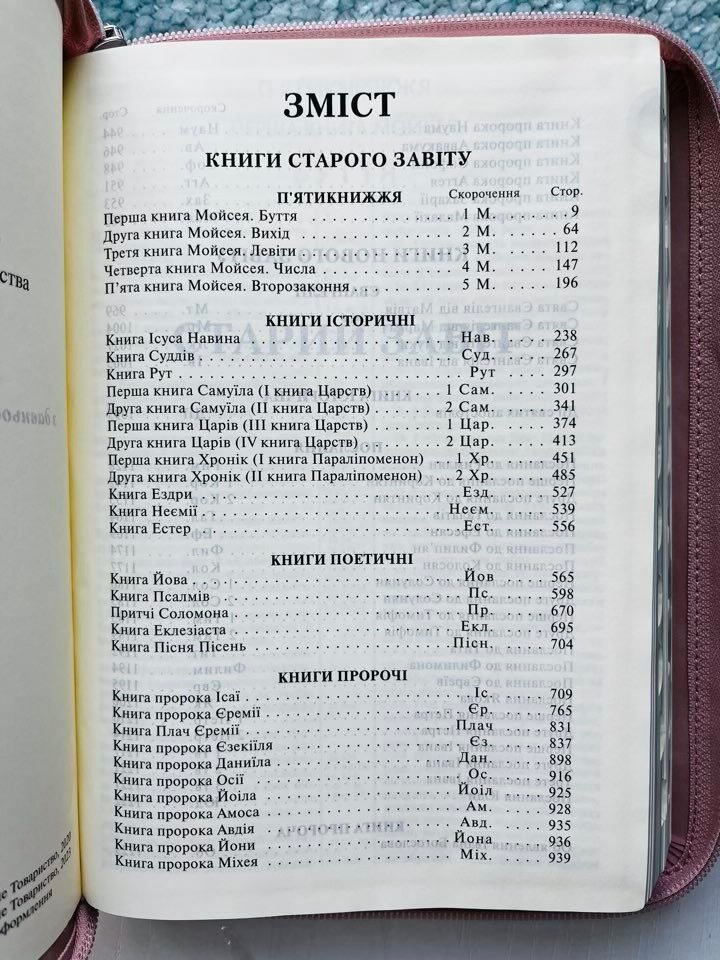 ЗМІСТ
КНИГИ СТАРОГО ЗАВІТУ
П'ЯТИКНИЖЖЯ Скорочення Стор.
Перша книга Мойсея. Буття . . . . . . . . . . . . 1 М. . . . . . . 9
Друга книга Мойсея. Вихід . . . . . . . . . . . . 2 М. . . . . . 64
Третя книга Мойсея. Левіти . . . . . . . . . . . 3 М. . . . . . 112
Четверта книга Мойсея. Числа . . . . . . . . . 4 М. . . . . . 147
П’ята книга Мойсея. Второзаконня . . . . . . 5 М. . . . . . 196
КНИГИ ІСТОРИЧНІ
Книга Ісуса Навина . . . . . . . . . . . . Нав. . . . . . 238
Книга Суддів . . . . . . . . . . . . Суд. . . . . . 267
Книга Рут . . . . . . . . . . . . Рут . . . . . 297
Перша книга Самуїла (I книга Царств) . . . . . . 1 Сам. . . . . . 301
Друга книга Самуїла (II книга Царств) . . . . . . 2 Сам. . . . . . 341
Перша книга Царів (III книга Царств) . . . . . . 1 Цар. . . . . . 374
Друга книга Царів (IV книга Царств) . . . . . . 2 Цар. . . . . . 413
Перша книга Хронік (I книга Параліпоменон) . . . 1 Хр. . . . . . 451
Друга книга Хронік (II книга Параліпоменон) . . . 2 Хр. . . . . . 485
Книга Ездри . . . . . . . . . . . . Езд. . . . . . 527
Книга Неємії . . . . . . . . . . . . Неєм. . . . . . 539
Книга Естер . . . . . . . . . . . . Ест. . . . . . 556
КНИГИ ПОЕТИЧНІ
Книга Йова . . . . . . . . . . . . Йов . . . . . 565
Книга Псалмів . . . . . . . . . . . . Пс. . . . . . 598
Притчі Соломона . . . . . . . . . . . . Пр. . . . . . 670
Книга Еклезіаста . . . . . . . . . . . . Екл. . . . . . 695
Книга Пісня Пісень . . . . . . . . . . . . Пісн. . . . . . 704
КНИГИ ПРОРОЧІ
Книга пророка Ісаї . . . . . . . . . . . . Іс. . . . . . 709
Книга пророка Єремії . . . . . . . . . . . . Єр. . . . . . 765
Книга Плач Єремії . . . . . . . . . . . . Плач . . . . . 831
Книга пророка Єзекіїля . . . . . . . . . . . . Єз. . . . . . 837
Книга пророка Даниїла . . . . . . . . . . . . Дан. . . . . . 898
Книга пророка Осії . . . . . . . . . . . . Ос. . . . . . 916
Книга пророка Йоіла . . . . . . . . . . . . Йоіл . . . . . 925
Книга пророка Амоса . . . . . . . . . . . . Ам. . . . . . 928
Книга пророка Авдія . . . . . . . . . . . . Авд. . . . . . 935
Книга пророка Йони . . . . . . . . . . . . Йона . . . . . 936
Книга пророка Міхея . . . . . . . . . . . . Міх. . . . . . 939
Товариство, 2020
Товариство, 2023